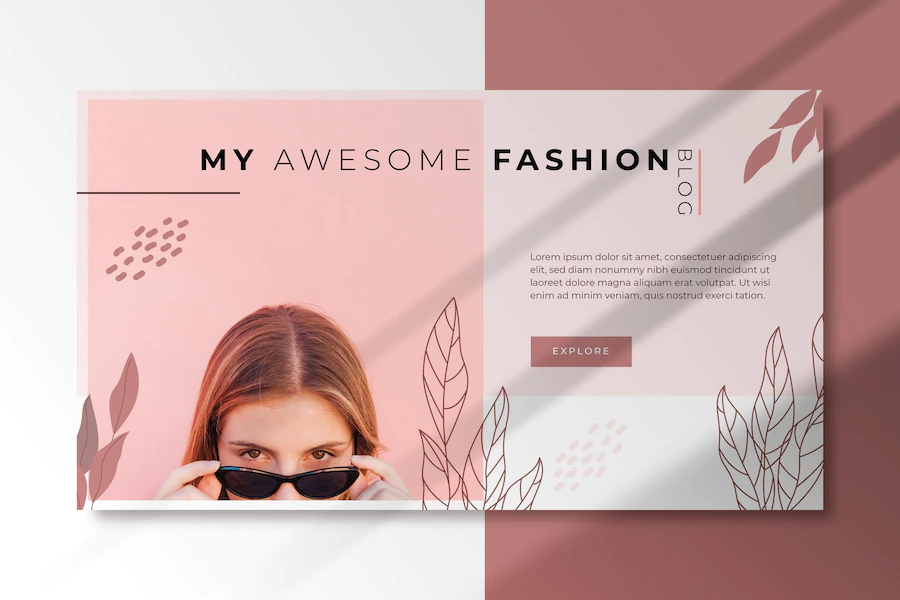 MY AWESOME FASHION
BLOG
Lorem ipsum dolor sit amet, consectetuer adipiscing
elit, sed diam nonummy nibh euismod tincidunt ut
laoreet dolore magna aliquam erat volutpat. Ut wisi
enim ad minim veniam, quis nostrud exerci tation.
EXPLORE